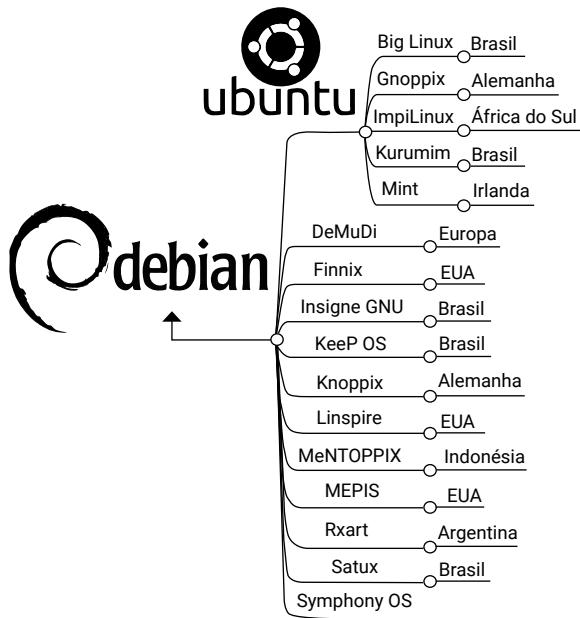 ubuntu
Big Linux Brasil
Gnoppix Alemanha
ImpiLinux África do Sul
Kurumim Brasil
Mint Irlanda
debian
DeMuDi Europa
Finnix EUA
Insigne GNU Brasil
KeeP OS Brasil
Knoppix Alemanha
Linspire EUA
MeNTOPPIX Indonésia
MEPIS EUA
Rxart Argentina
Satux Brasil
Symphony OS